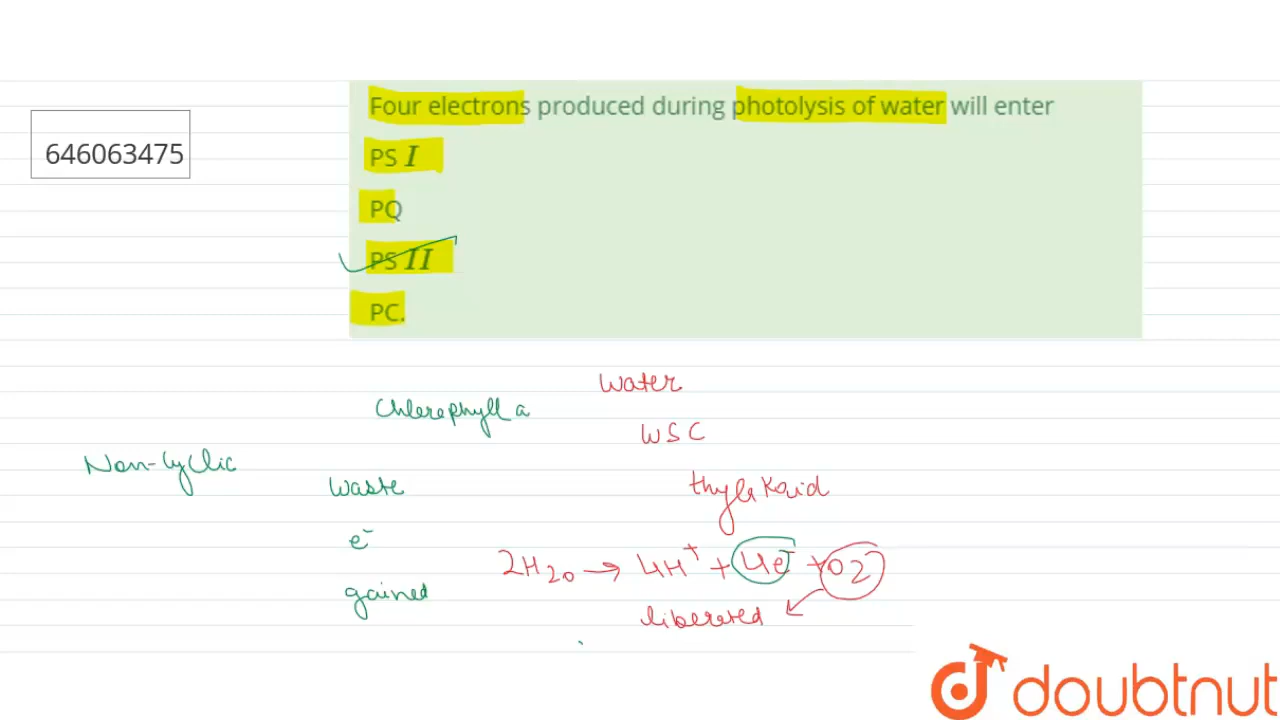 Four electrons produced during photolysis of water will enter
646063475
PS I
PQ
PS II
PC.
Water
Chlorophyll a
WSC
Non-Cyclic
Waste
thylakoid
e⁻
2H₂O → 4H⁺ + 4e⁻ + O₂
gained
liberated
doubtnut